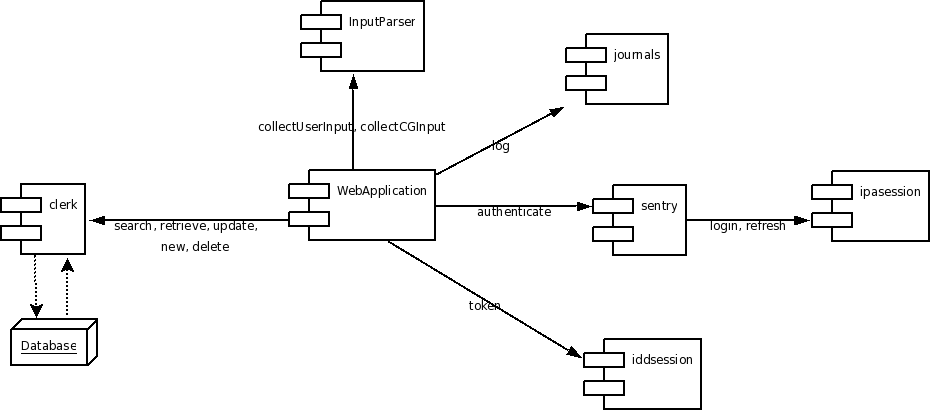 InputParser
journals
collectUserInput, collectCGInput
log
WebApplication
ipasession
clerk
sentry
authenticate
search, retrieve, update,
new, delete
login, refresh
token
Database
iddsession